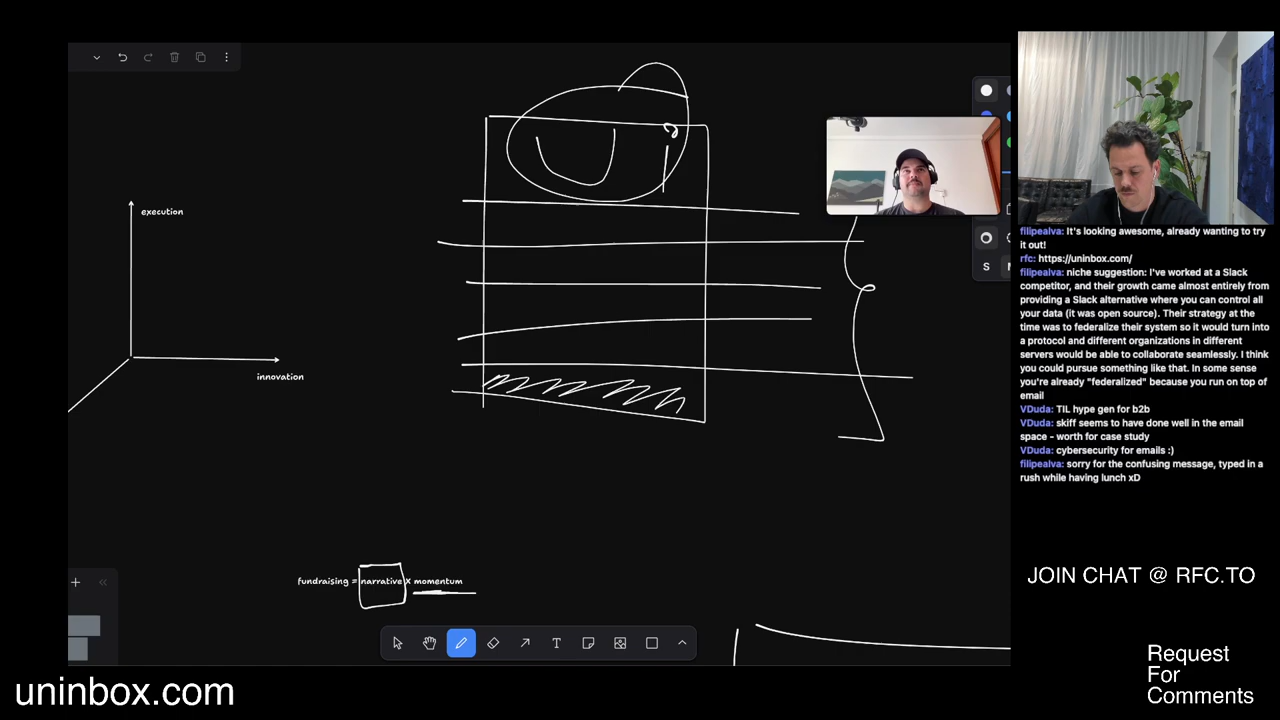 execution
innovation
UI
fundraising = narrative x momentum
T
S
filipealva: It's looking awesome, already wanting to try
it out!
rfc: https://uninbox.com/
filipealva: niche suggestion: I've worked at a Slack
competitor, and their growth came almost entirely from
providing a Slack alternative where you can control all
your data (it was open source). Their strategy at the
time was to federalize their system so it would turn into
a protocol and different organizations in different
servers would be able to collaborate seamlessly. I think
you could pursue something like that. In some sense
you're already "federalized" because you run on top of
email
VDuda: TIL hype gen for b2b
VDuda: skiff seems to have done well in the email
space - worth for case study
VDuda: cybersecurity for emails :)
filipealva: sorry for the confusing message, typed in a
rush while having lunch xD
JOIN CHAT @ RFC.TO
Request
For
Comments
uninbox.com